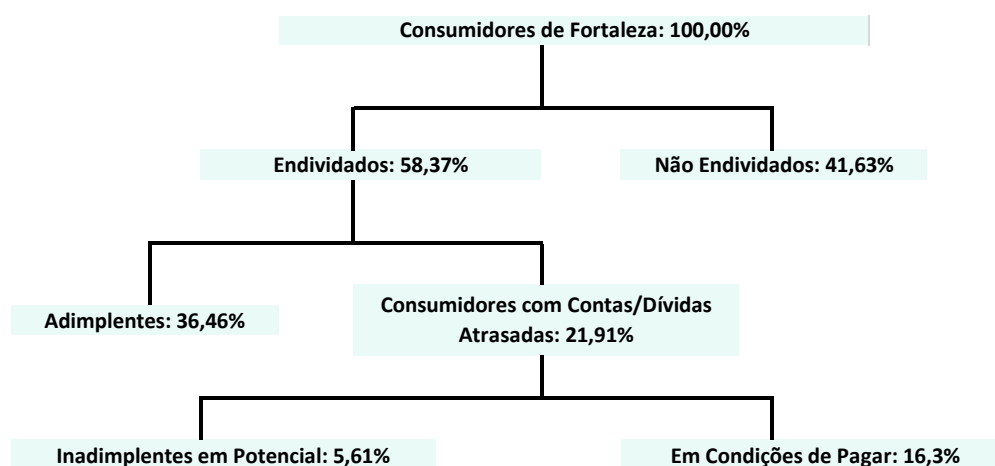 Consumidores de Fortaleza: 100,00%
Endividados: 58,37%
Não Endividados: 41,63%
Adimplentes: 36,46%
Consumidores com Contas/Dívidas
Atrasadas: 21,91%
Inadimplentes em Potencial: 5,61%
Em Condições de Pagar: 16,3%